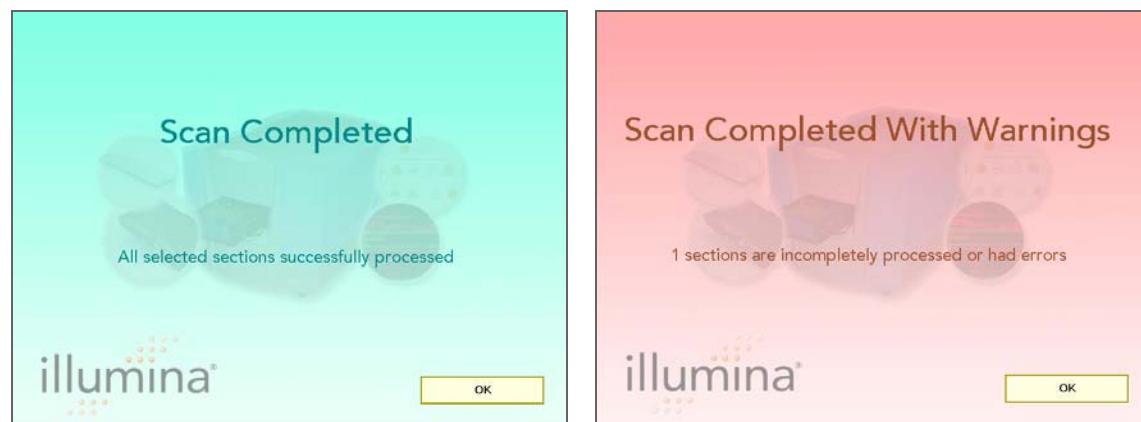 Scan Completed
All selected sections successfully processed
illumina®
OK
Scan Completed With Warnings
1 sections are incompletely processed or had errors
illumina®
OK